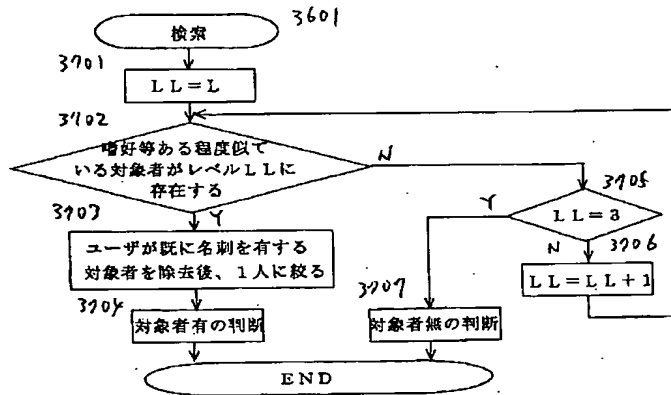 3601
検索
3701
LL=L
3702
嗜好等ある程度似て
いる対象者がレベルLLに
存在する
N
Y
3705
LL=3
Y
N
3706
LL=LL+1
3703
ユーザが既に名刺を有する
対象者を除去後、1人に絞る
3704
対象者有の判断
3707
対象者無の判断
END